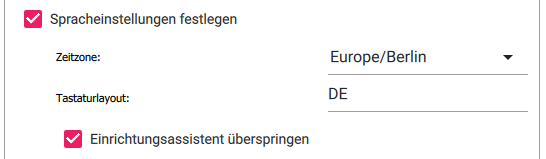 Spracheinstellungen festlegen
Zeitzone: Europe/Berlin
Tastaturlayout: DE
Einrichtungsassistent überspringen